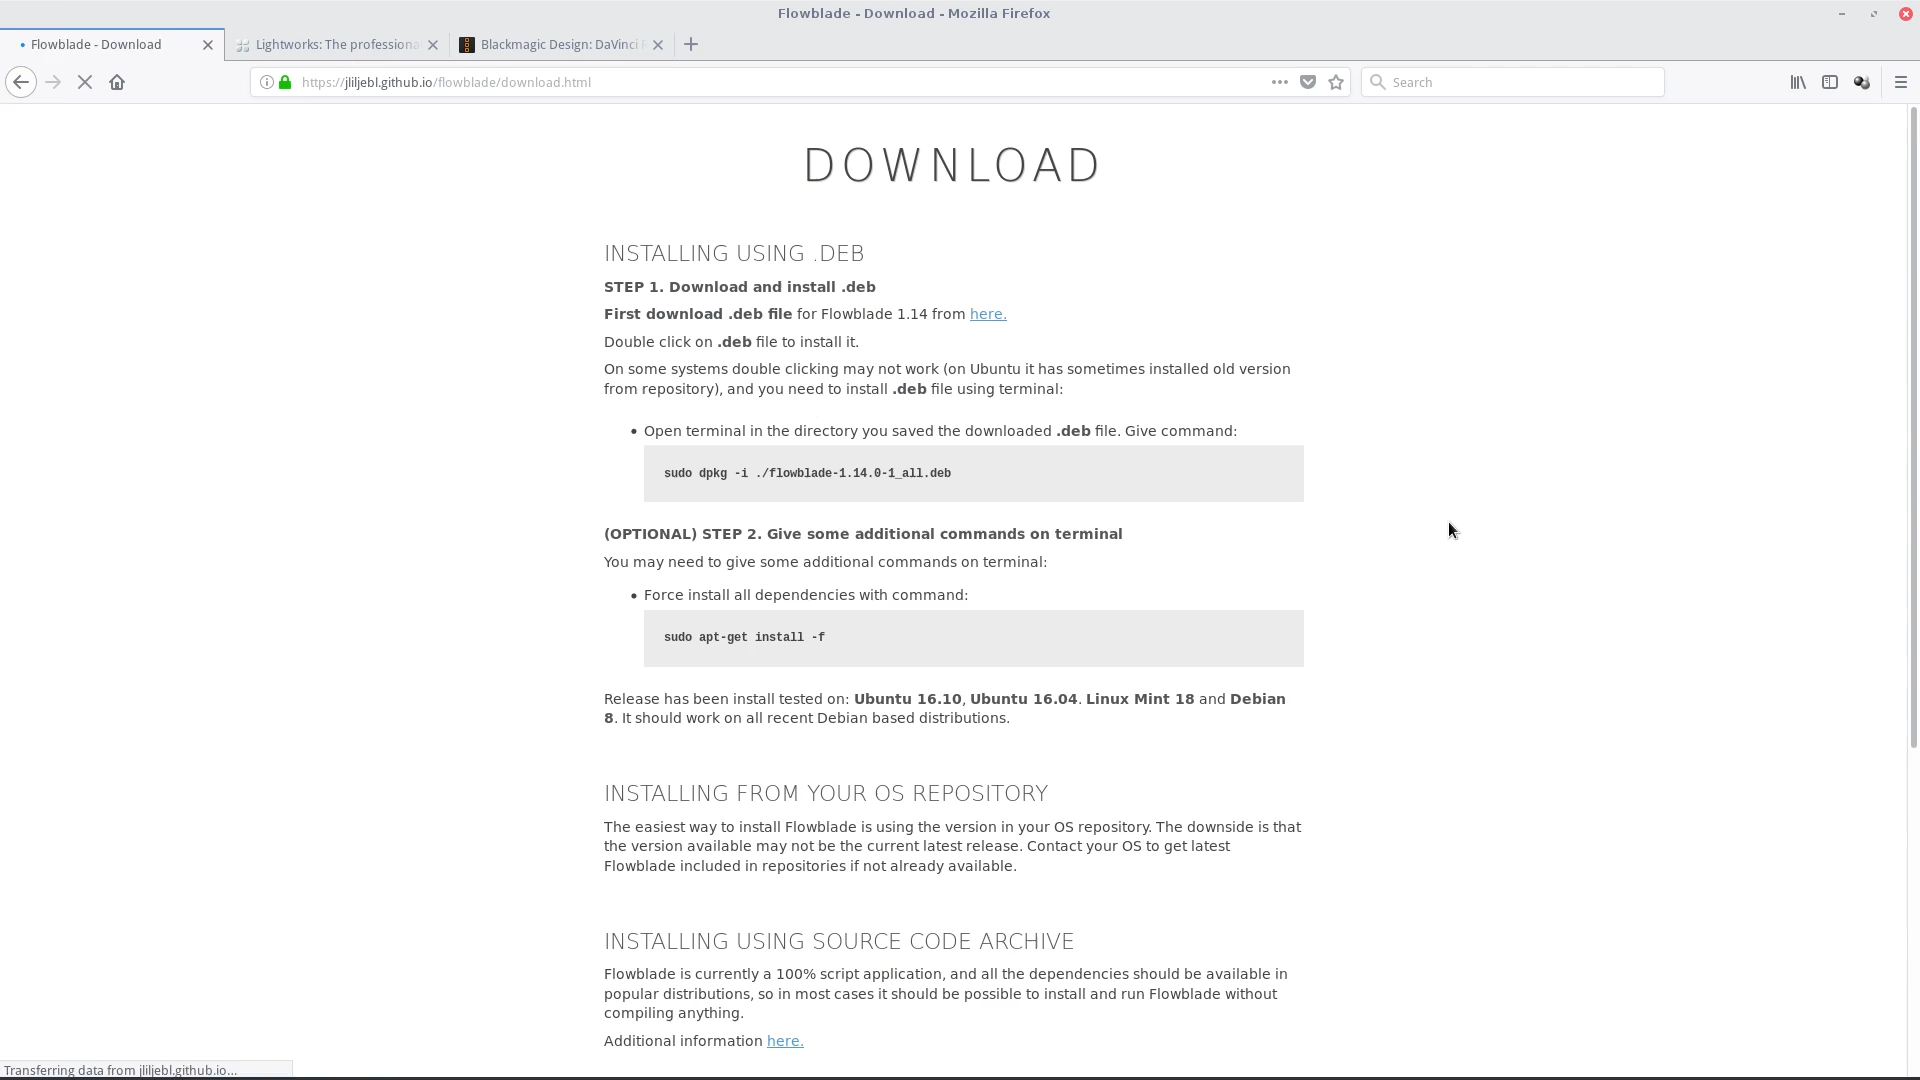 Flowblade - Download - Mozilla Firefox
Flowblade - Download
Lightworks: The professiona
Blackmagic Design: DaVinci
https://jliljebl.github.io/flowblade/download.html
Search
DOWNLOAD
INSTALLING USING .DEB
STEP 1. Download and install .deb
First download .deb file for Flowblade 1.14 from here.
Double click on .deb file to install it.
On some systems double clicking may not work (on Ubuntu it has sometimes installed old version
from repository), and you need to install .deb file using terminal:
• Open terminal in the directory you saved the downloaded .deb file. Give command:
sudo dpkg -i ./flowblade-1.14.0-1_all.deb
(OPTIONAL) STEP 2. Give some additional commands on terminal
You may need to give some additional commands on terminal:
• Force install all dependencies with command:
sudo apt-get install -f
Release has been install tested on: Ubuntu 16.10, Ubuntu 16.04. Linux Mint 18 and Debian
8. It should work on all recent Debian based distributions.
INSTALLING FROM YOUR OS REPOSITORY
The easiest way to install Flowblade is using the version in your OS repository. The downside is that
the version available may not be the current latest release. Contact your OS to get latest
Flowblade included in repositories if not already available.
INSTALLING USING SOURCE CODE ARCHIVE
Flowblade is currently a 100% script application, and all the dependencies should be available in
popular distributions, so in most cases it should be possible to install and run Flowblade without
compiling anything.
Additional information here.
Transferring data from jliljebl.github.io...